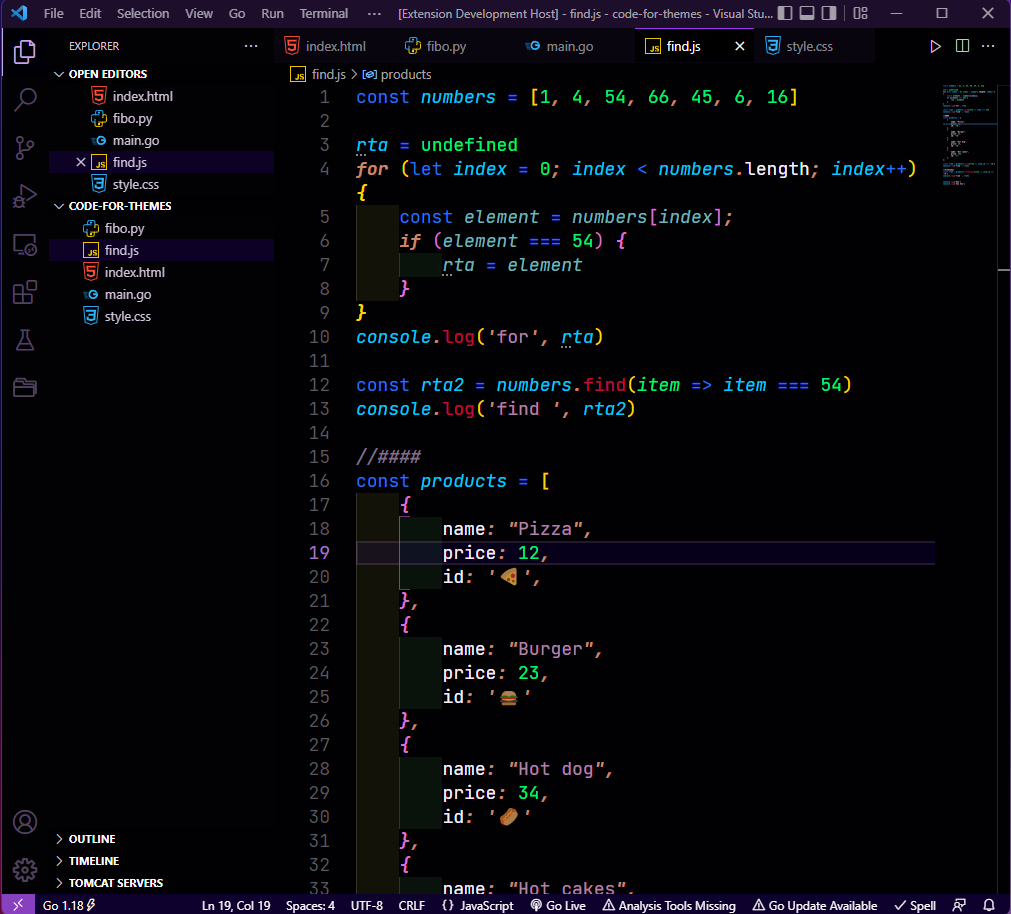 File Edit Selection View Go Run Terminal ··· [Extension Development Host] - find.js - code-for-themes - Visual Stu...
EXPLORER ···
OPEN EDITORS
index.html
fibo.py
main.go
find.js
style.css
CODE-FOR-THEMES
fibo.py
find.js
index.html
main.go
style.css
OUTLINE
TIMELINE
TOMCAT SERVERS
index.html fibo.py main.go JS find.js style.css
JS find.js > products
1 const numbers = [1, 4, 54, 66, 45, 6, 16]
2
3 rta = undefined
4 for (let index = 0; index < numbers.length; index++)
{
5 const element = numbers[index];
6 if (element === 54) {
7 rta = element
8 }
9 }
10 console.log('for', rta)
11
12 const rta2 = numbers.find(item => item === 54)
13 console.log('find ', rta2)
14
15 //####
16 const products = [
17 {
18 name: "Pizza",
19 price: 12,
20 id: '🍕',
21 },
22 {
23 name: "Burger",
24 price: 23,
25 id: '🍔'
26 },
27 {
28 name: "Hot dog",
29 price: 34,
30 id: '🌭'
31 },
32 {
33 name: "Hot cakes",
Go 1.18 Ln 19, Col 19 Spaces: 4 UTF-8 CRLF {} JavaScript Go Live Analysis Tools Missing Go Update Available Spell